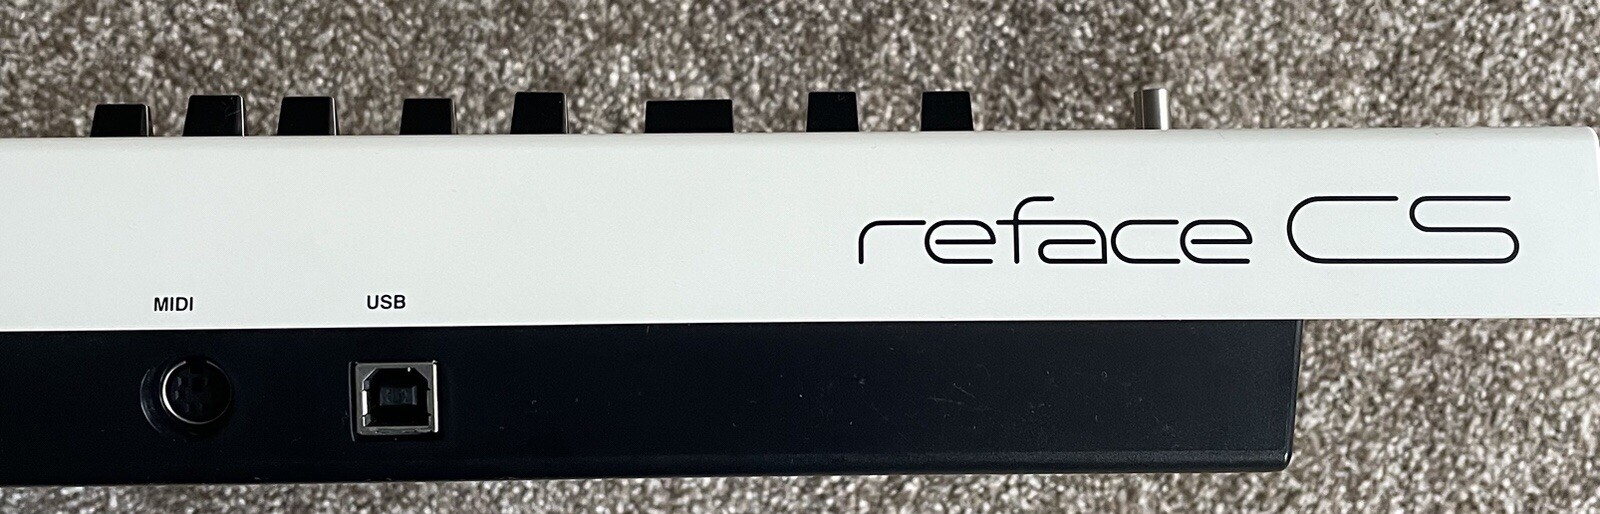 reface CS
MIDI USB